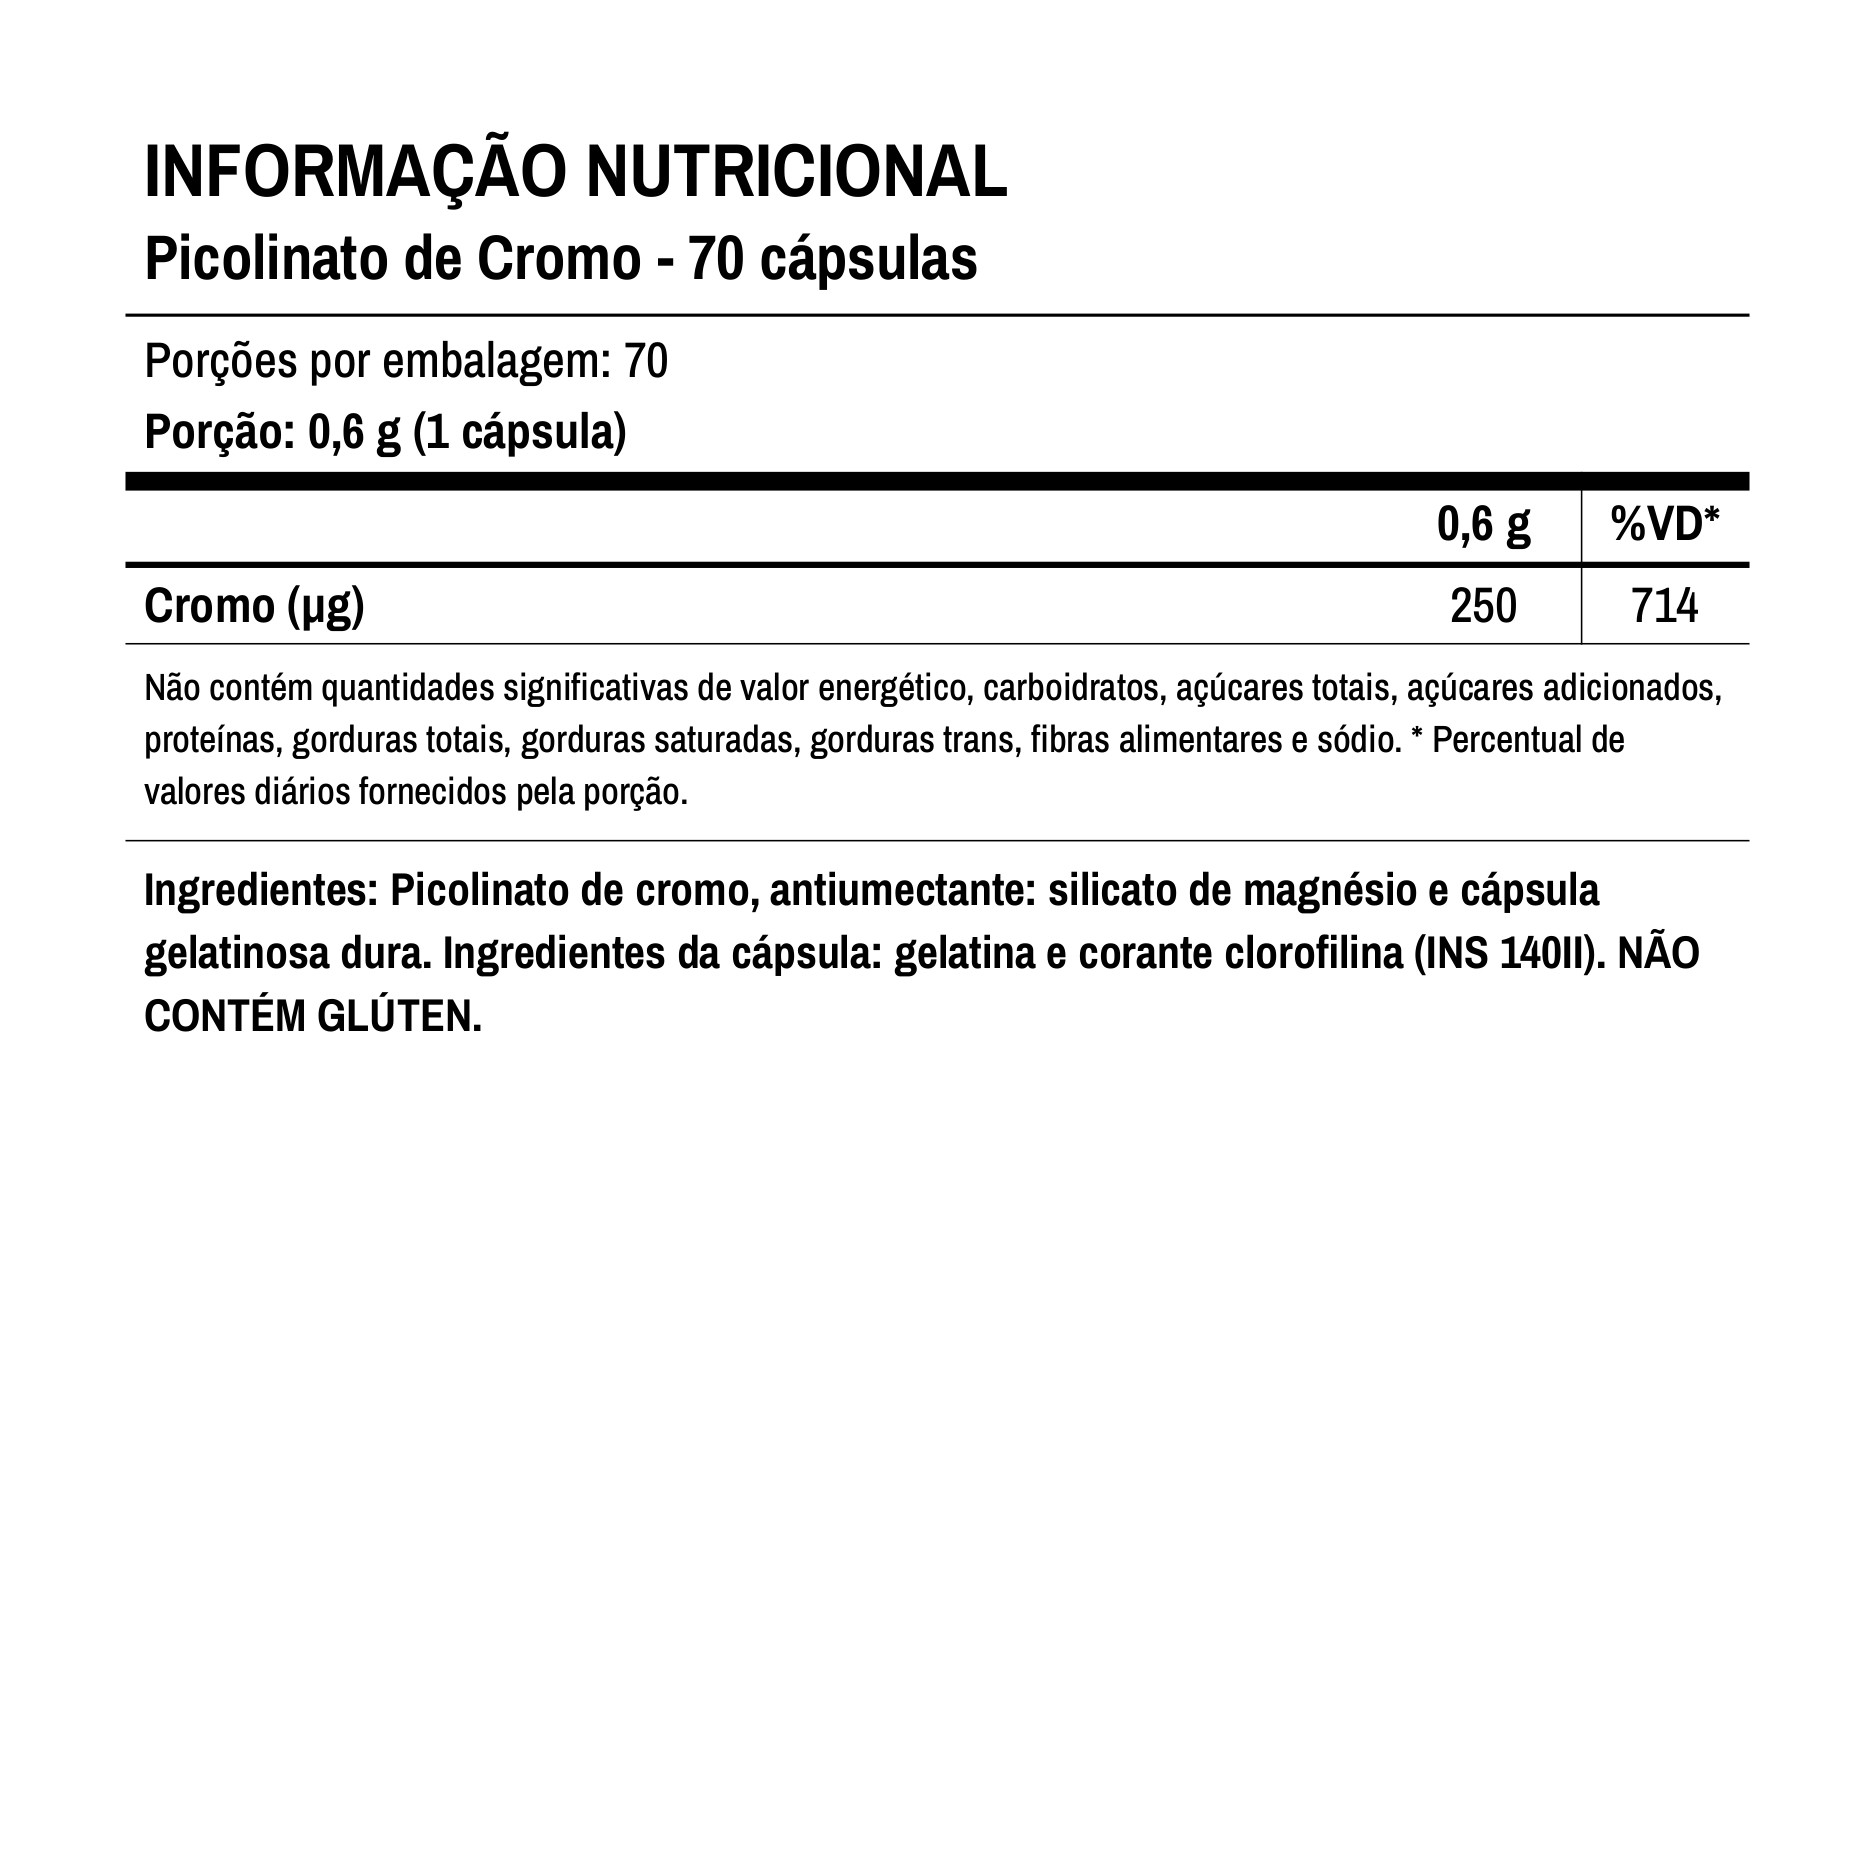 INFORMAÇÃO NUTRICIONAL
Picolinato de Cromo - 70 cápsulas
Porções por embalagem: 70
Porção: 0,6 g (1 cápsula)
0,6 g %VD*
Cromo (µg) 250 714
Não contém quantidades significativas de valor energético, carboidratos, açúcares totais, açúcares adicionados,
proteínas, gorduras totais, gorduras saturadas, gorduras trans, fibras alimentares e sódio. * Percentual de
valores diários fornecidos pela porção.
Ingredientes: Picolinato de cromo, antiumectante: silicato de magnésio e cápsula
gelatinosa dura. Ingredientes da cápsula: gelatina e corante clorofilina (INS 140II). NÃO
CONTÉM GLÚTEN.